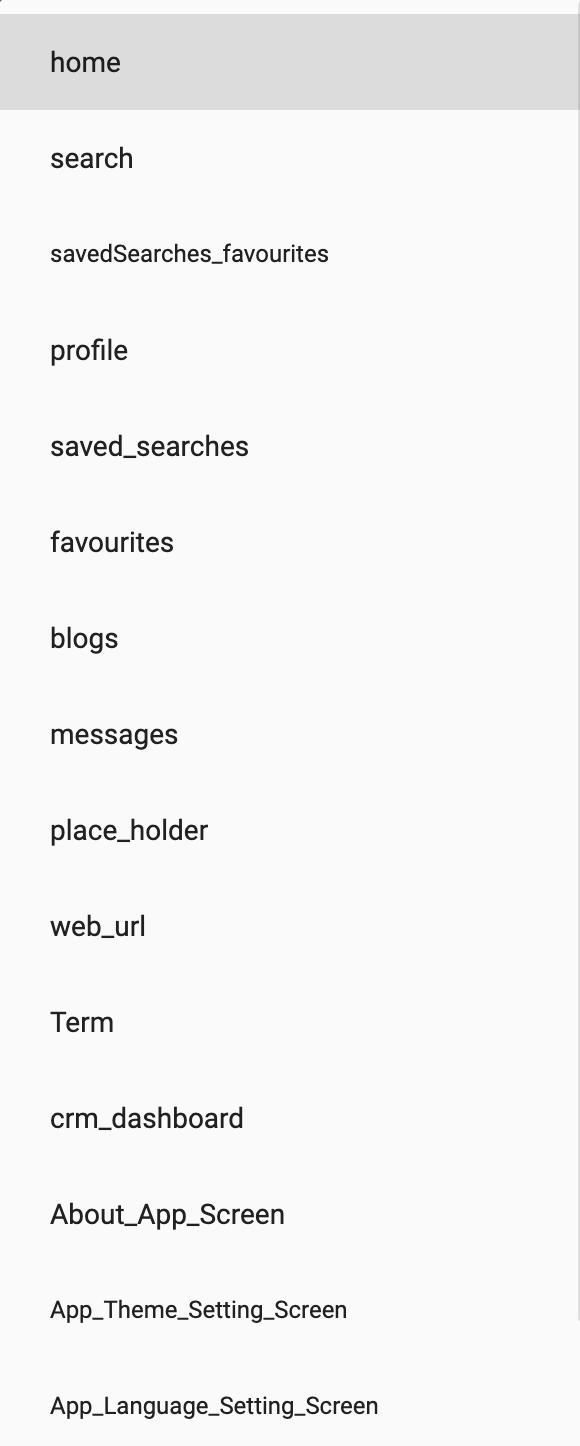 home
search
savedSearches_favourites
profile
saved_searches
favourites
blogs
messages
place_holder
web_url
Term
crm_dashboard
About_App_Screen
App_Theme_Setting_Screen
App_Language_Setting_Screen